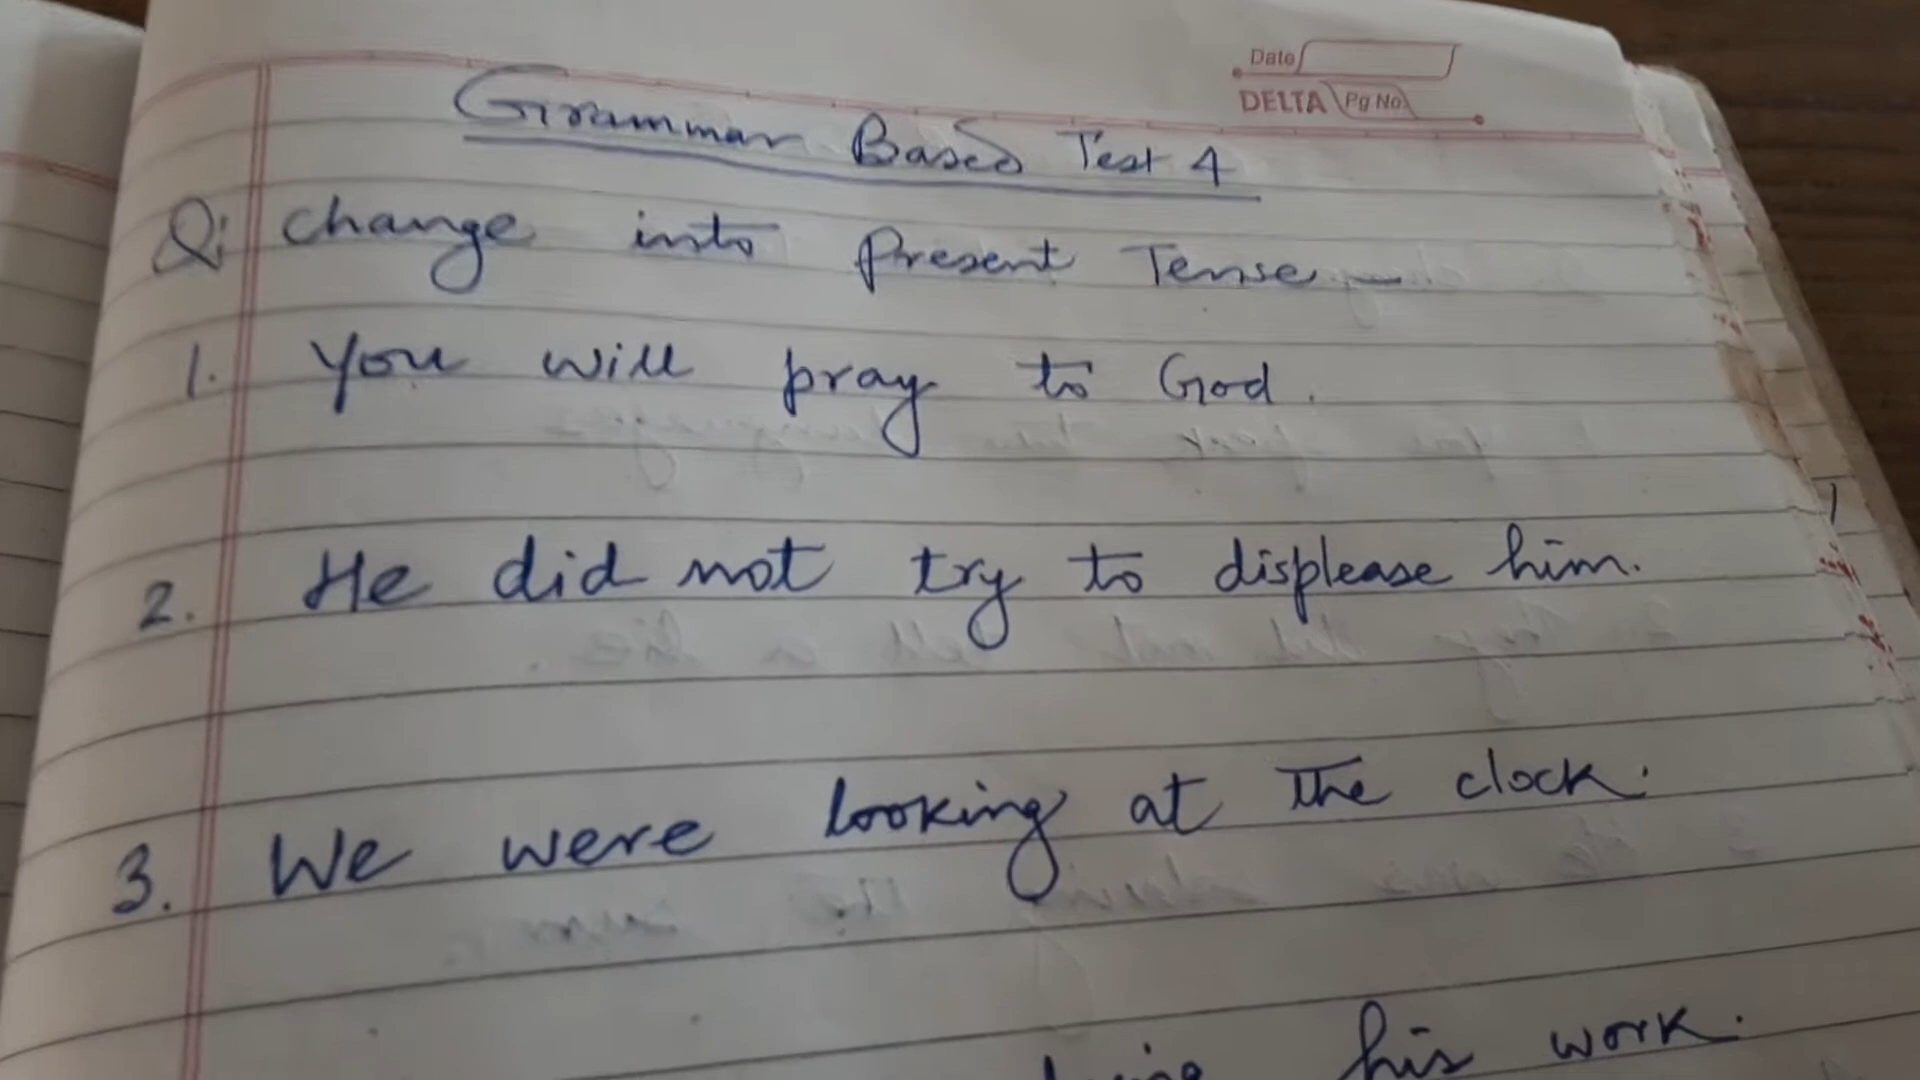 Date
DELTA Pg No.
Grammar Based Test 4
Q: Change into Present Tense -
1. You will pray to God.
2. He did not try to displease him.
3. We were looking at the clock.
his work.